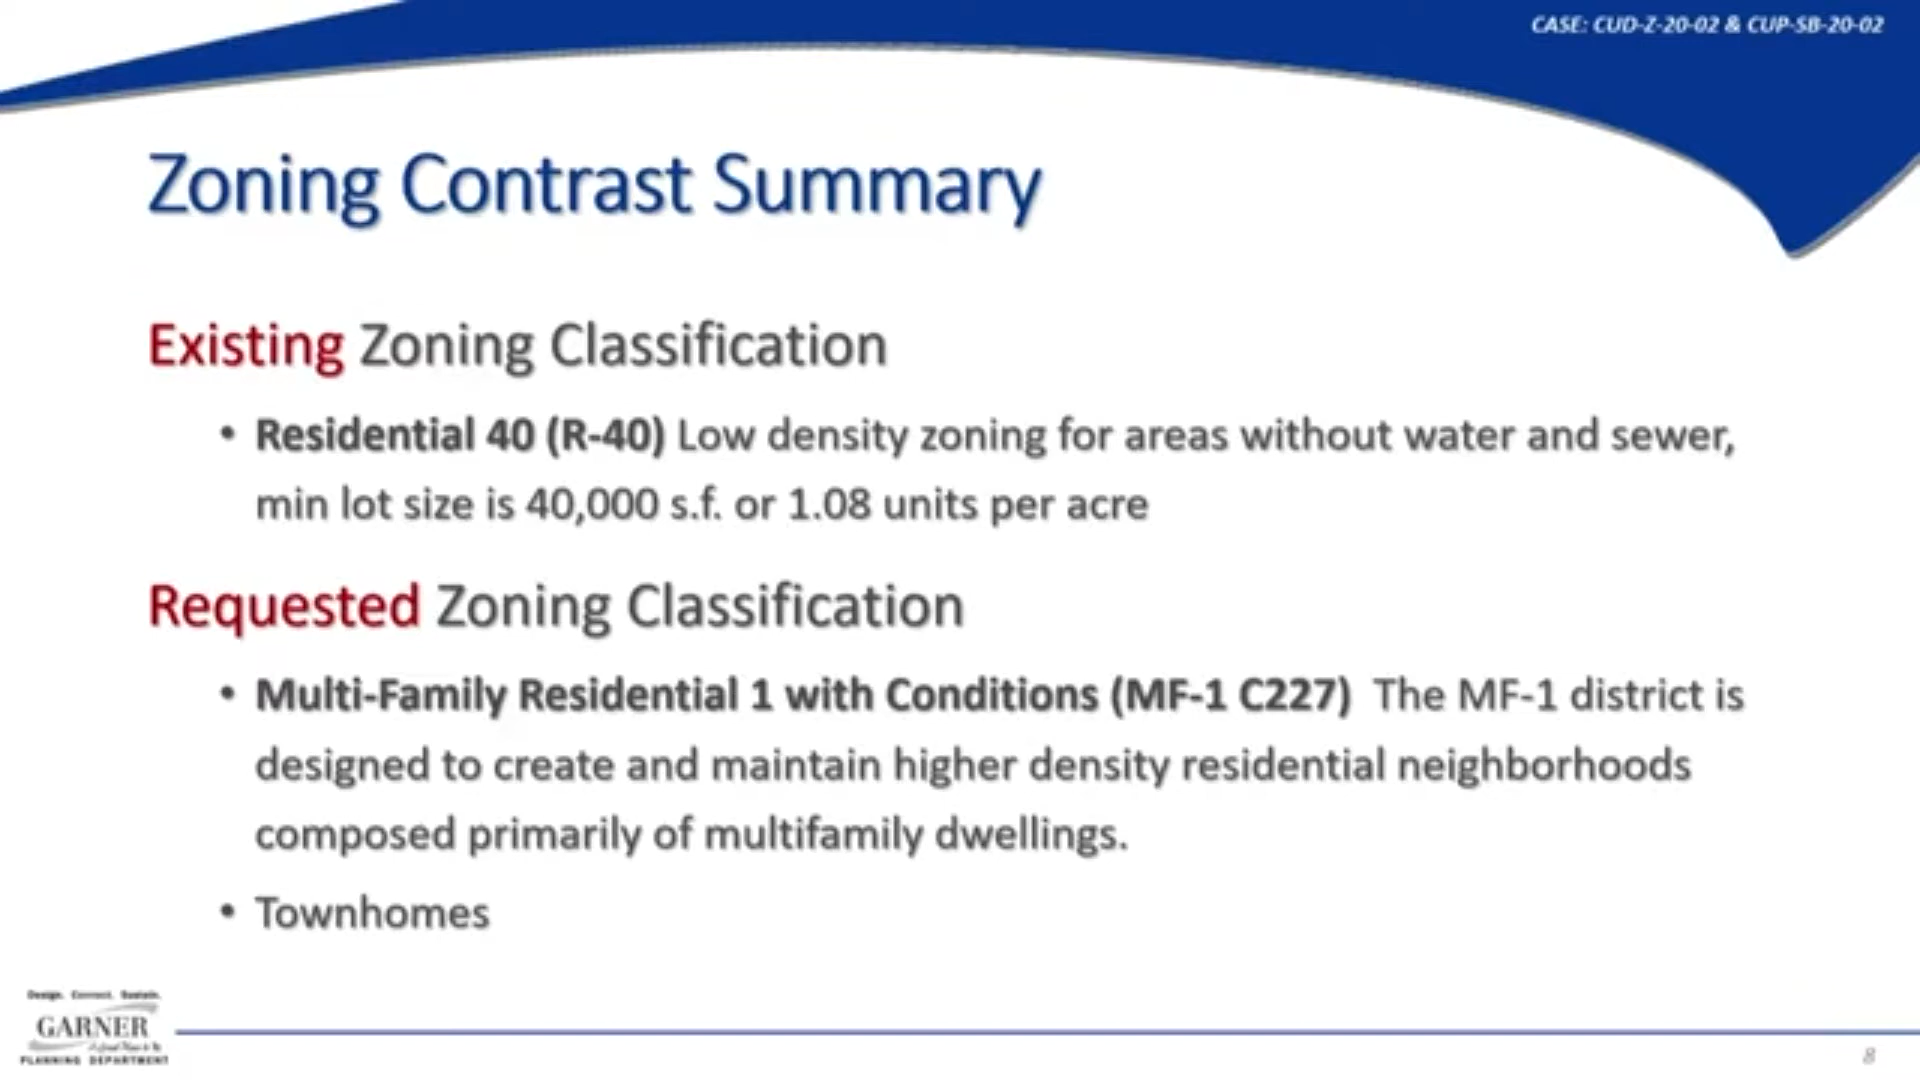 CASE: CUD-Z-20-02 & CUP-SB-20-02
Zoning Contrast Summary
Existing Zoning Classification
• Residential 40 (R-40) Low density zoning for areas without water and sewer,
min lot size is 40,000 s.f. or 1.08 units per acre
Requested Zoning Classification
• Multi-Family Residential 1 with Conditions (MF-1 C227) The MF-1 district is
designed to create and maintain higher density residential neighborhoods
composed primarily of multifamily dwellings.
• Townhomes
Design. Connect. Sustain.
GARNER
PLANNING DEPARTMENT
8